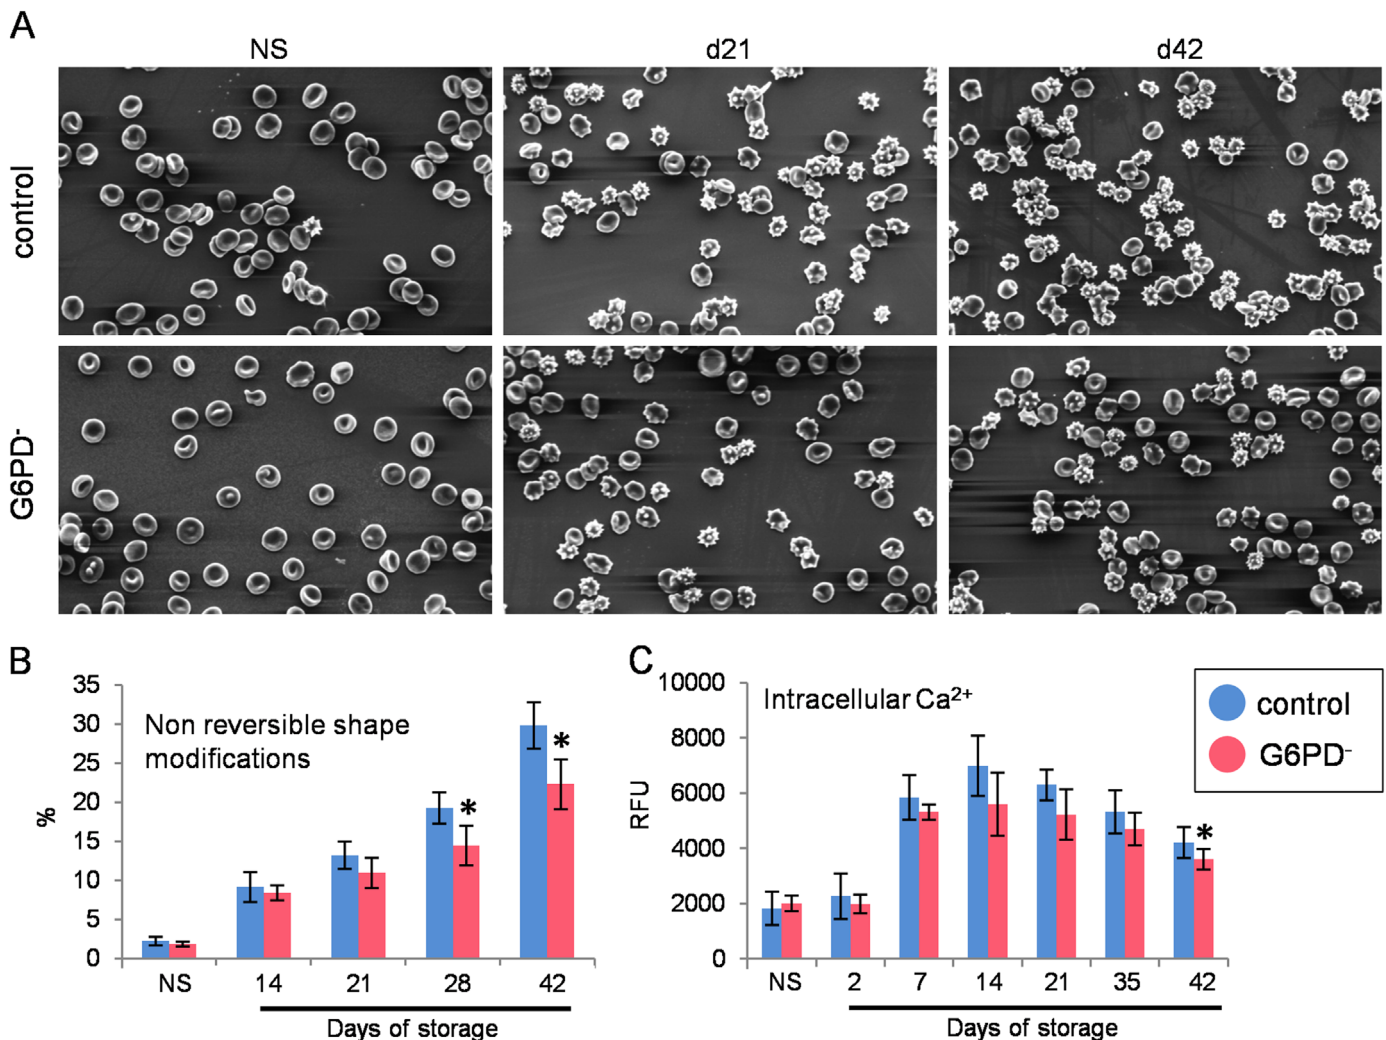 A
NS
d21
d42
control
G6PD⁻
B
35
30
25
20
15
10
5
0
%
Non reversible shape
modifications
*
*
NS
14
21
28
42
Days of storage
C
10000
8000
6000
4000
2000
0
RFU
Intracellular Ca²⁺
*
NS
2
7
14
21
35
42
Days of storage
control
G6PD⁻